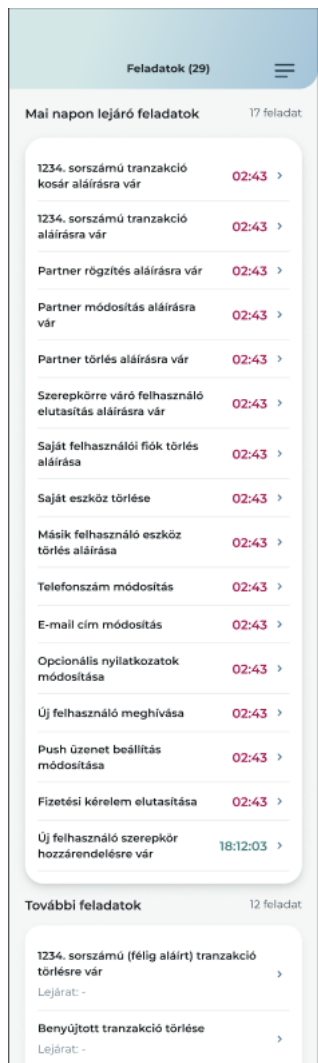 Feladatok (29)
Mai napon lejáró feladatok 17 feladat
1234. sorszámú tranzakció
kosár aláírásra vár 02:43
1234. sorszámú tranzakció
aláírásra vár 02:43
Partner rögzítés aláírásra vár 02:43
Partner módosítás aláírásra
vár 02:43
Partner törlés aláírásra vár 02:43
Szerepkörre váró felhasználó
elutasítás aláírásra vár 02:43
Saját felhasználói fiók törlés
aláírása 02:43
Saját eszköz törlése 02:43
Másik felhasználó eszköz
törlés aláírása 02:43
Telefonszám módosítás 02:43
E-mail cím módosítás 02:43
Opcionális nyilatkozatok
módosítása 02:43
Új felhasználó meghívása 02:43
Push üzenet beállítás
módosítása 02:43
Fizetési kérelem elutasítása 02:43
Új felhasználó szerepkör
hozzárendelésre vár 18:12:03
További feladatok 12 feladat
1234. sorszámú (félig aláírt) tranzakció
törlésre vár
Lejárat: -
Benyújtott tranzakció törlése
Lejárat: -